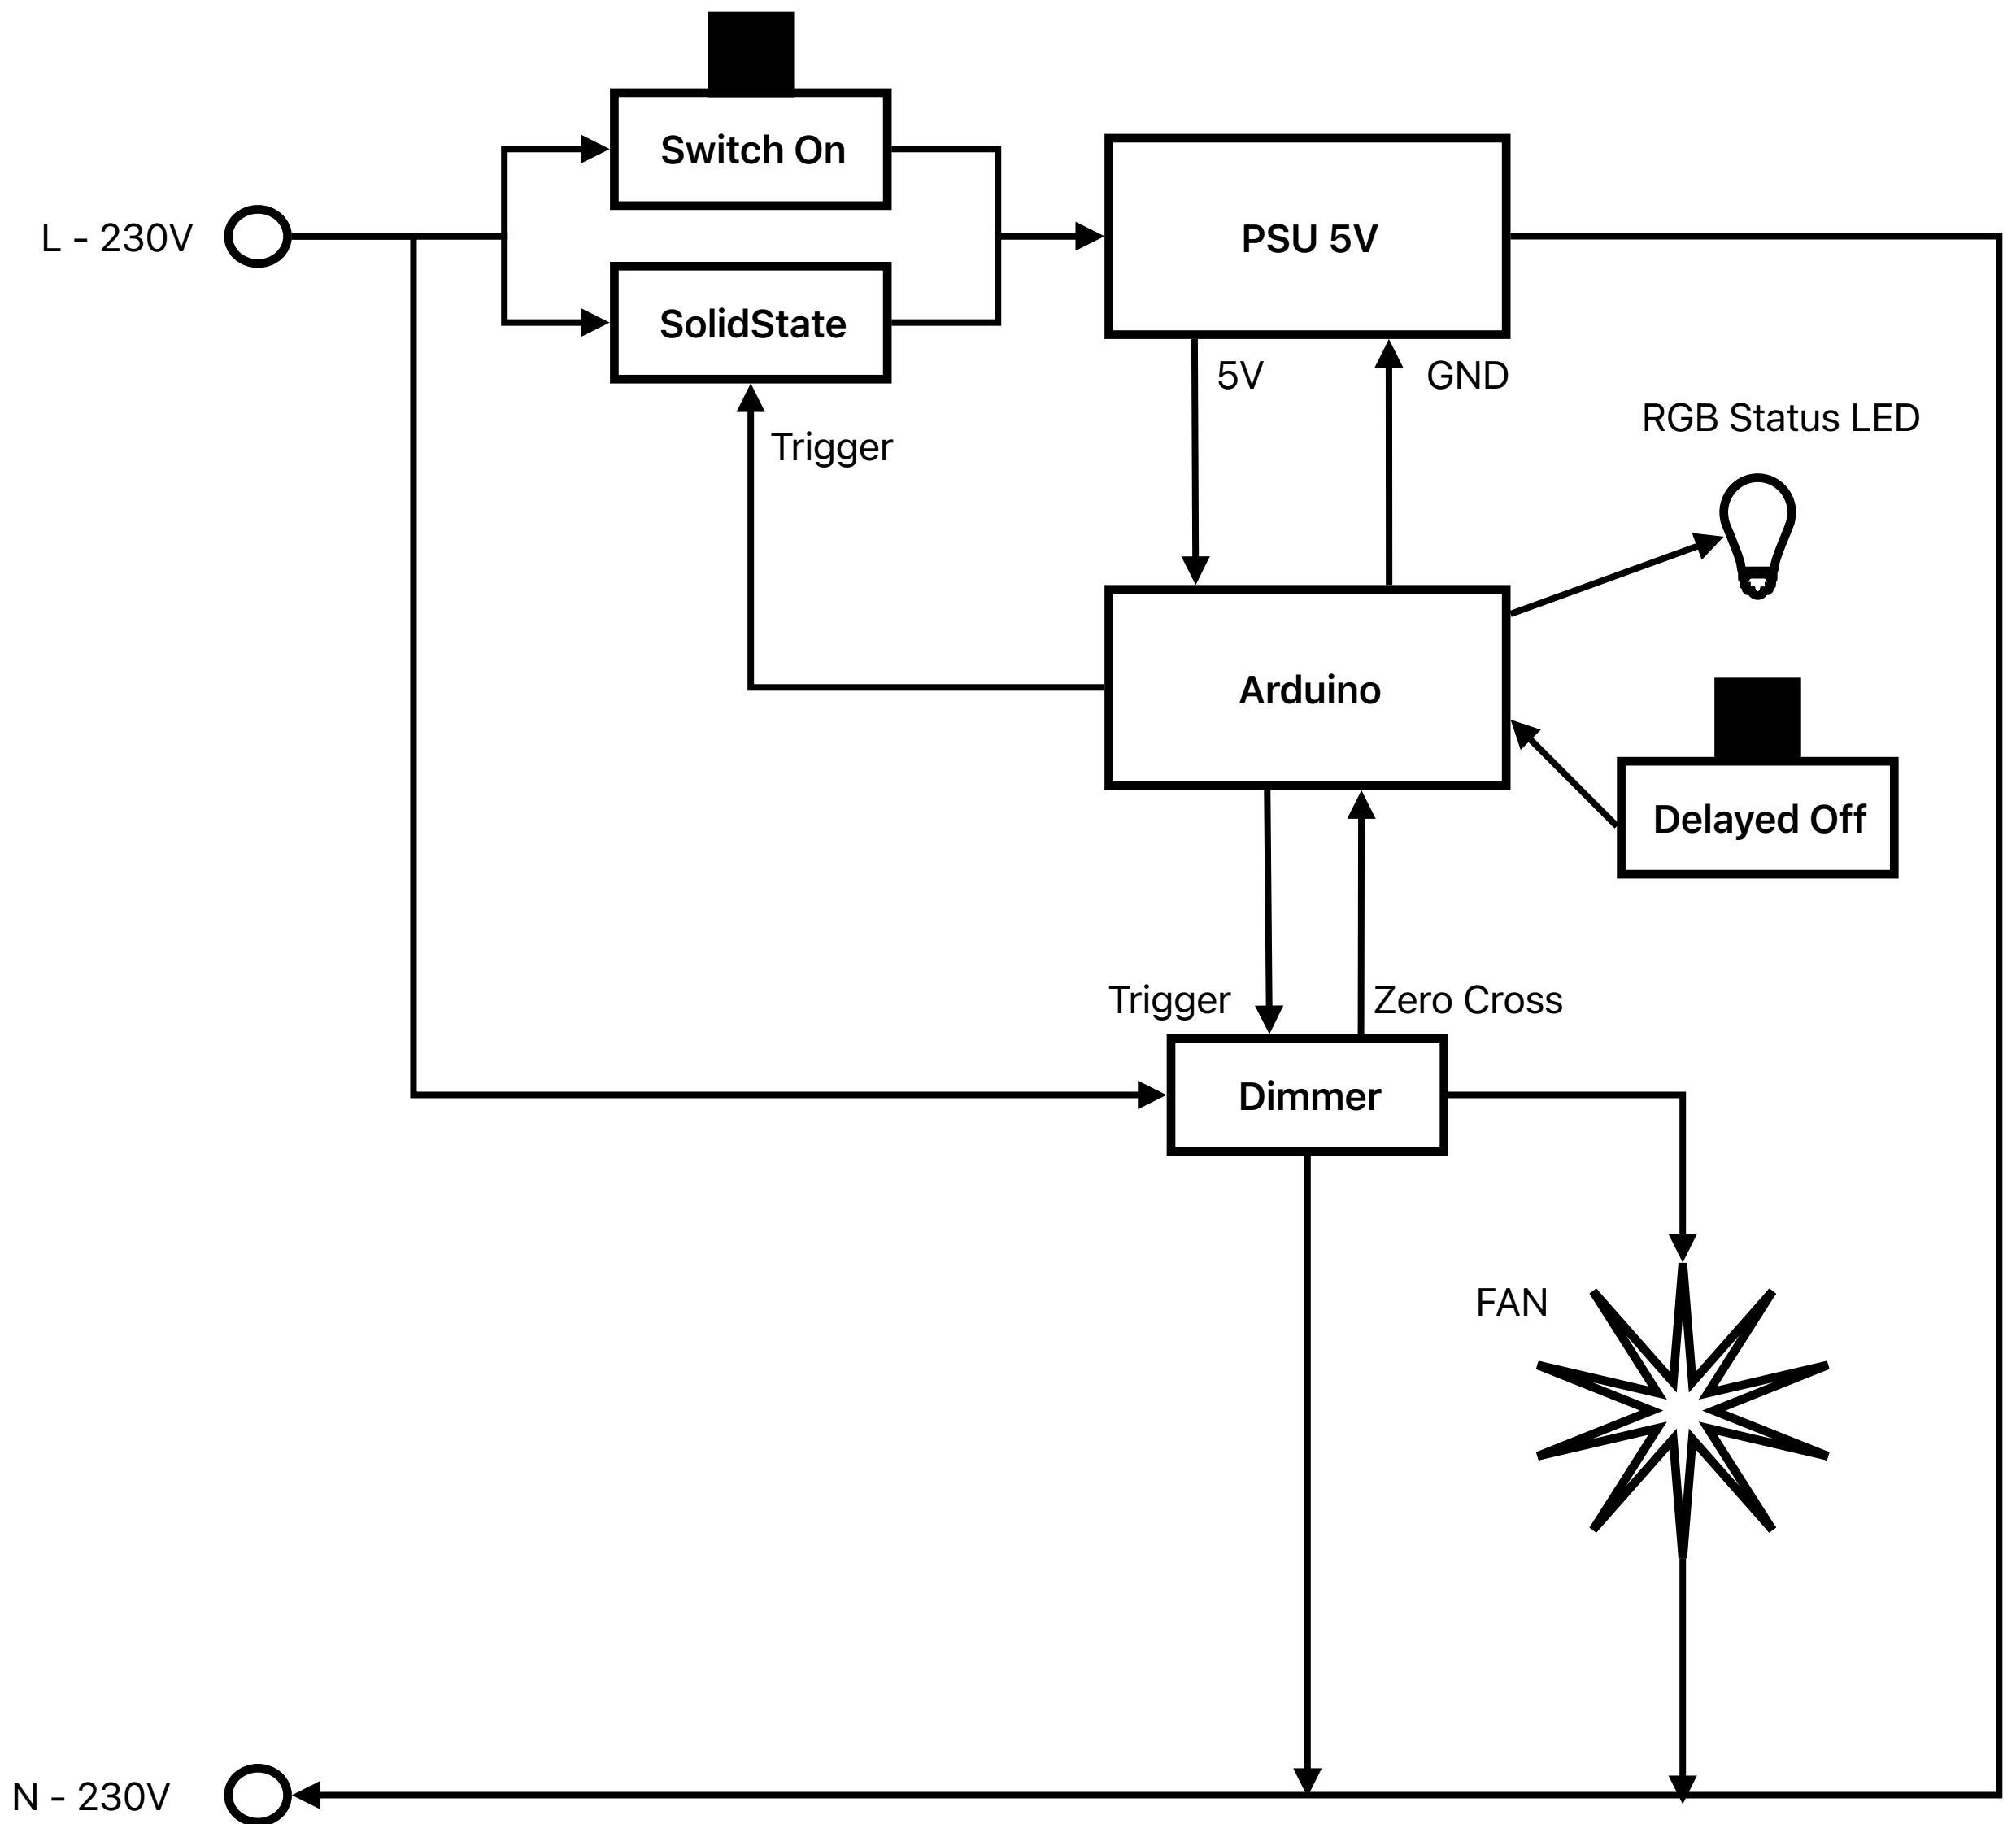 Switch On
L - 230V
PSU 5V
SolidState
5V
GND
RGB Status LED
Trigger
Arduino
Delayed Off
Trigger
Zero Cross
Dimmer
FAN
N - 230V